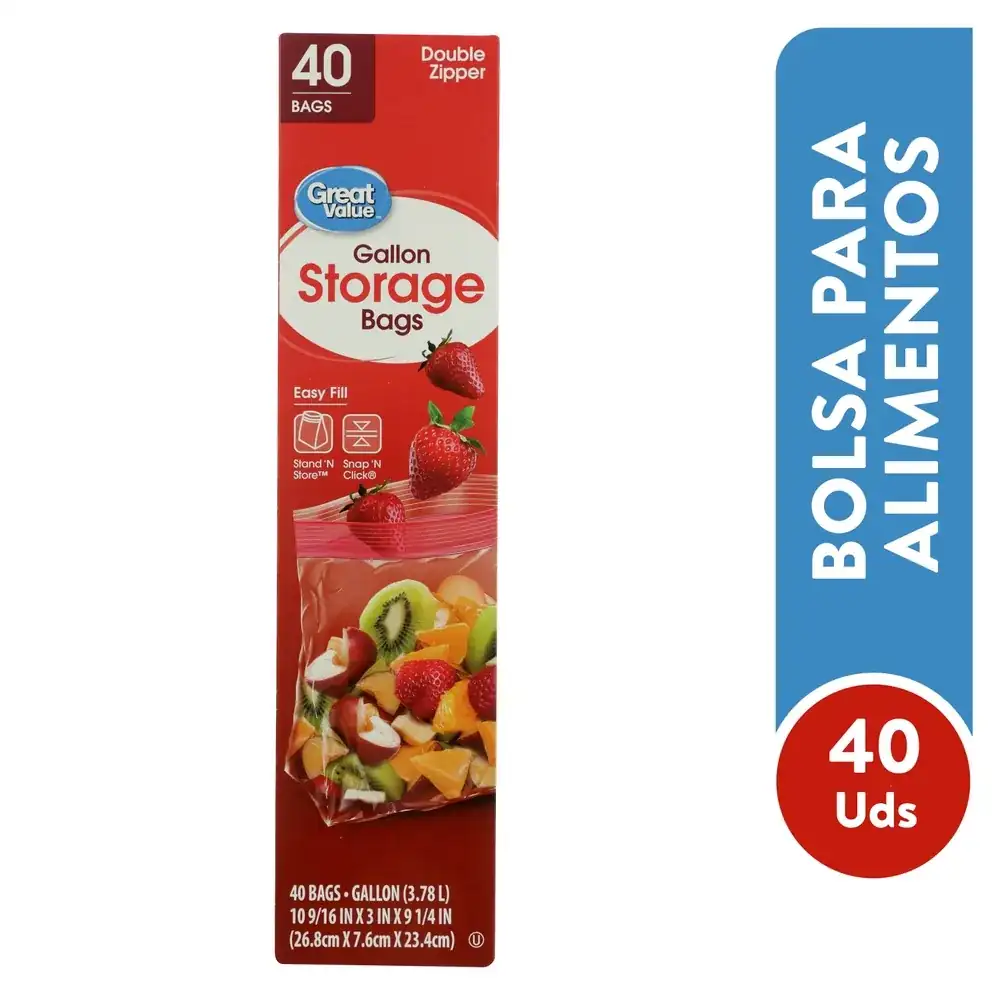 40
BAGS
Double
Zipper
Great
Value™
Gallon
Storage
Bags
Easy Fill
Stand 'N
Store™
Snap 'N
Click®
40 BAGS • GALLON (3.78 L)
10 9/16 IN X 3 IN X 9 1/4 IN
(26.8cm X 7.6cm X 23.4cm) U
BOLSA PARA
ALIMENTOS
40
Uds